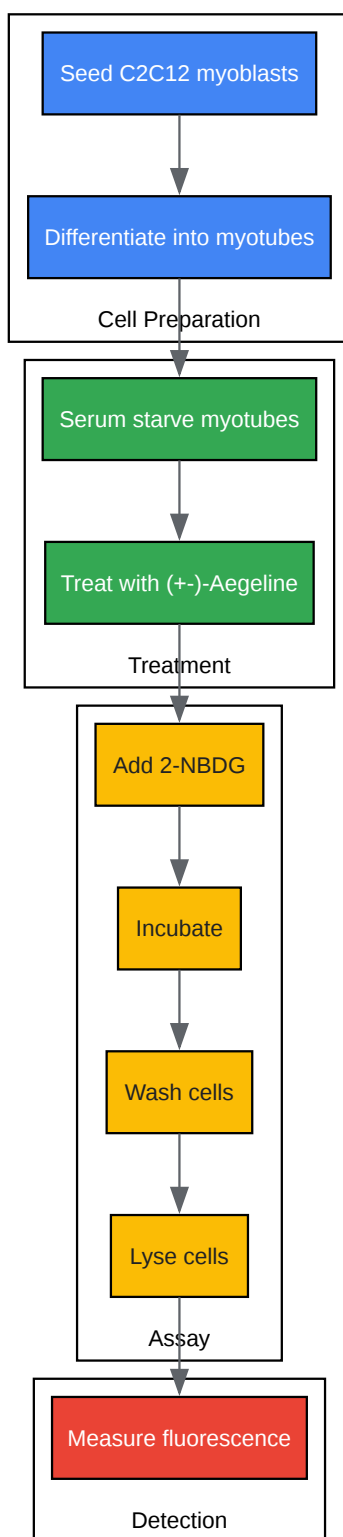 Seed C2C12 myoblasts
Differentiate into myotubes
Cell Preparation
Serum starve myotubes
Treat with (+-)-Aegeline
Treatment
Add 2-NBDG
Incubate
Wash cells
Lyse cells
Assay
Measure fluorescence
Detection